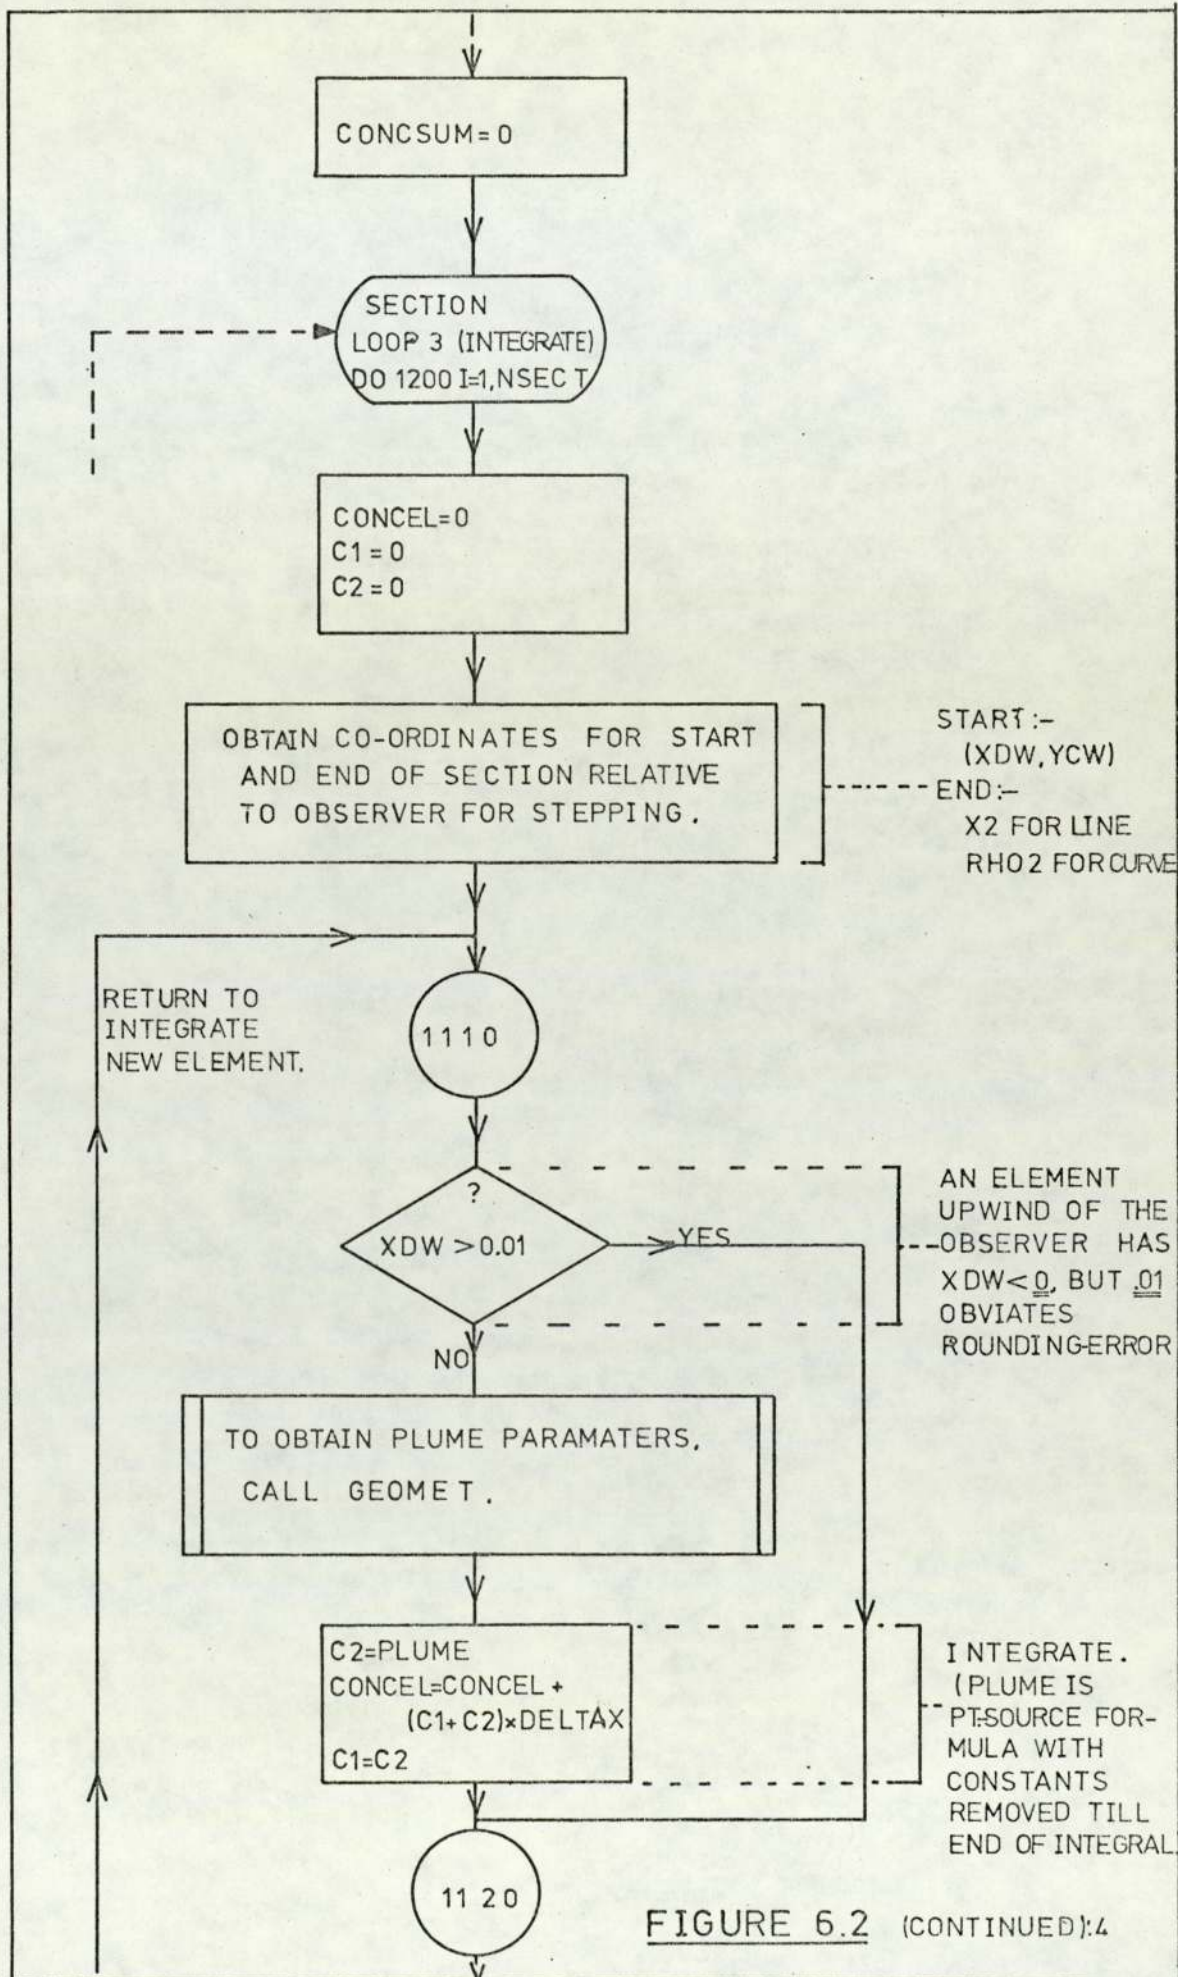 CONCSUM=0
SECTION
LOOP 3 (INTEGRATE)
DO 1200 I=1,NSECT
CONCEL=0
C1=0
C2=0
OBTAIN CO-ORDINATES FOR START
AND END OF SECTION RELATIVE
TO OBSERVER FOR STEPPING.
START:-
(XDW,YCW)
END:-
X2 FOR LINE
RHO2 FOR CURVE
RETURN TO
INTEGRATE
NEW ELEMENT.
1110
?
XDW >0.01
YES
NO
AN ELEMENT
UPWIND OF THE
OBSERVER HAS
XDW<0, BUT .01
OBVIATES
ROUNDING-ERROR
TO OBTAIN PLUME PARAMATERS,
CALL GEOMET.
C2=PLUME
CONCEL=CONCEL+
(C1+C2)×DELTAX
C1=C2
INTEGRATE.
(PLUME IS
PT-SOURCE FOR-
MULA WITH
CONSTANTS
REMOVED TILL
END OF INTEGRAL)
1120
FIGURE 6.2 (CONTINUED):4